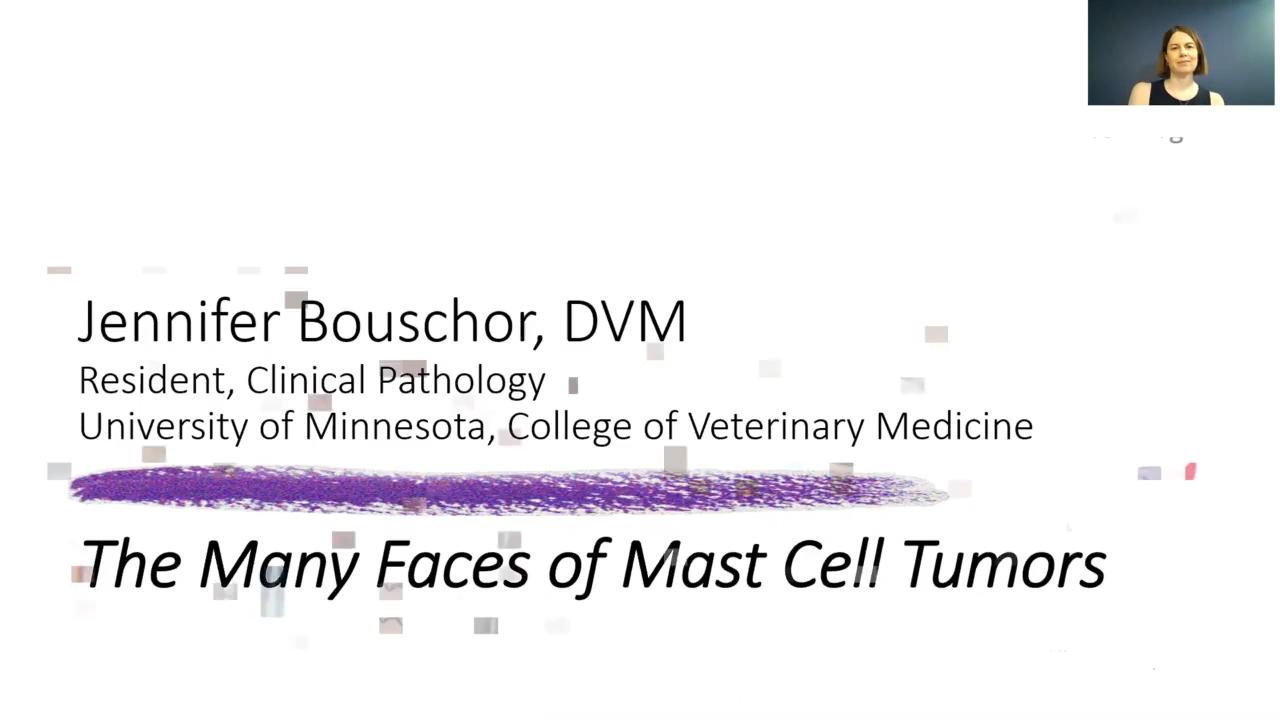 Jennifer Bouschor, DVM
Resident, Clinical Pathology
University of Minnesota, College of Veterinary Medicine
The Many Faces of Mast Cell Tumors